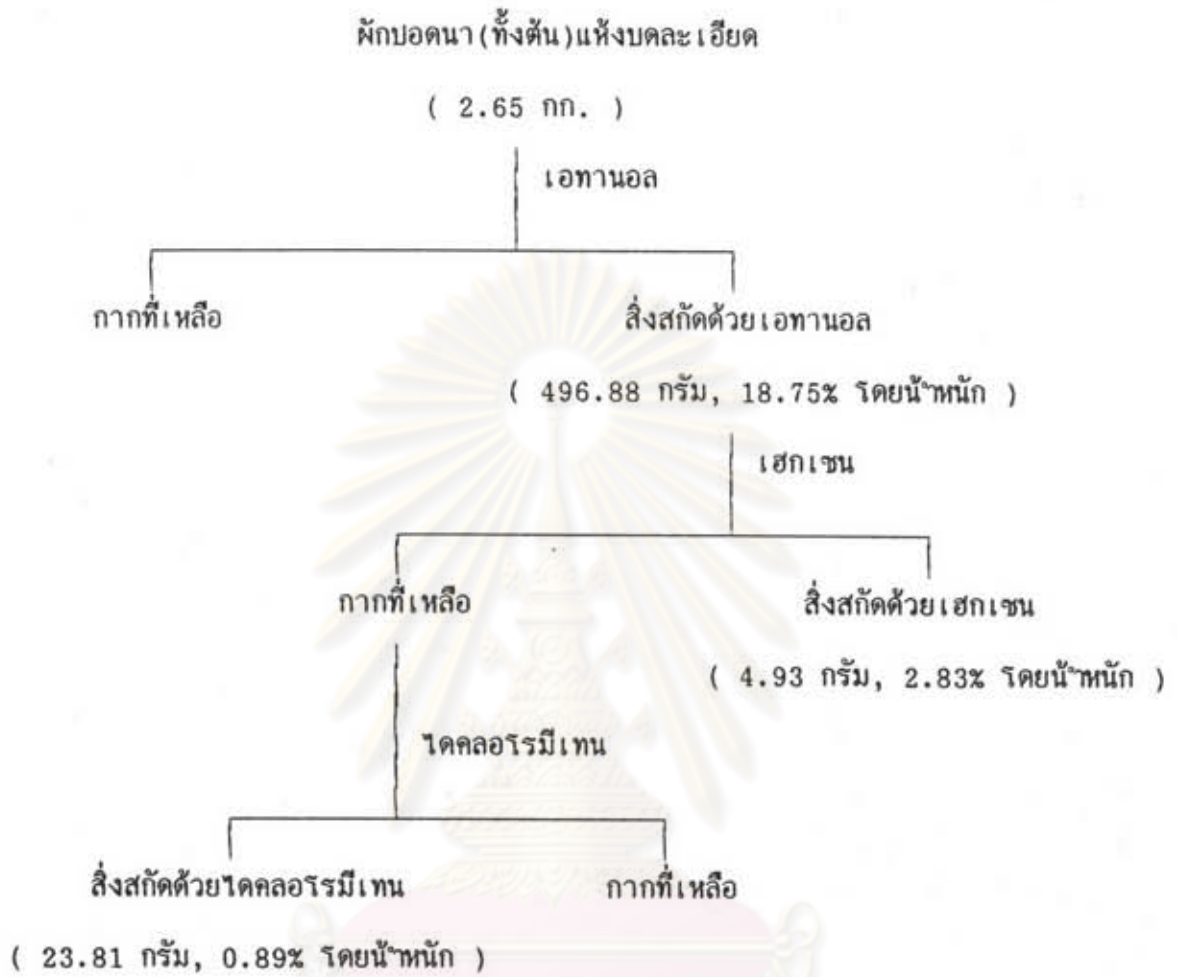 ผักปอดนา(ทั้งต้น)แห้งบดละเอียด
( 2.65 กก. )
เอทานอล
กากที่เหลือ
สิ่งสกัดด้วยเอทานอล
( 496.88 กรัม, 18.75% โดยน้ำหนัก )
เฮกเซน
กากที่เหลือ
สิ่งสกัดด้วยเฮกเซน
( 4.93 กรัม, 2.83% โดยน้ำหนัก )
ไดคลอโรมีเทน
สิ่งสกัดด้วยไดคลอโรมีเทน
กากที่เหลือ
( 23.81 กรัม, 0.89% โดยน้ำหนัก )